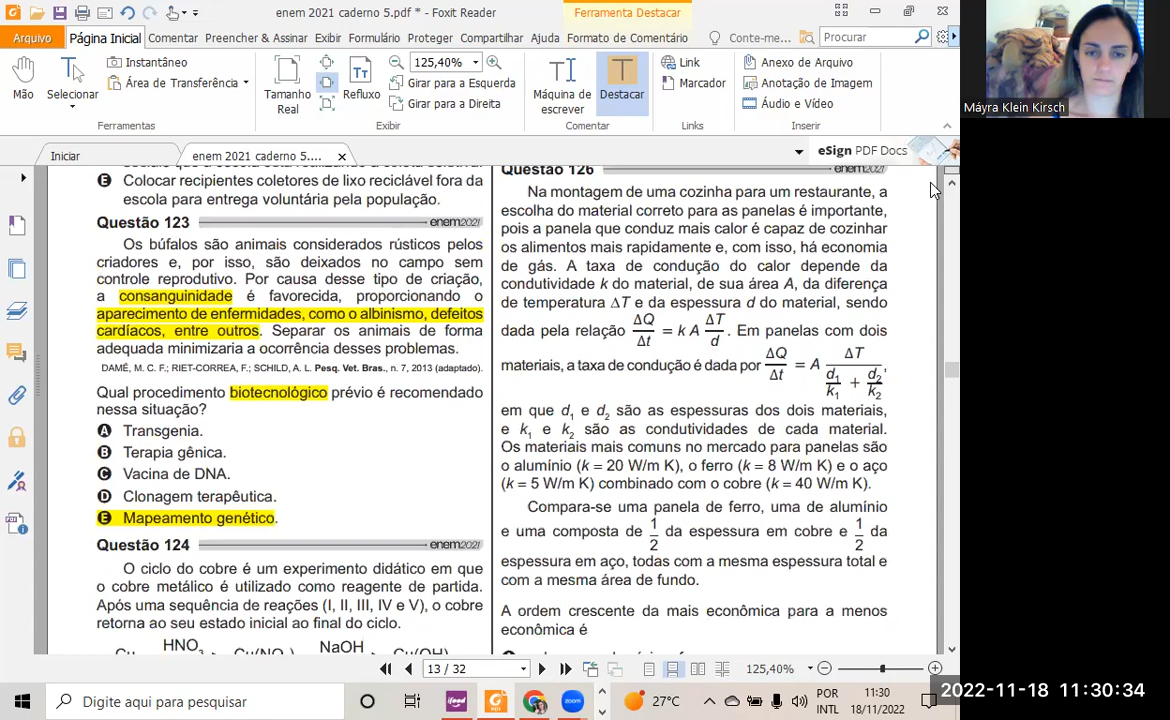 enem 2021 caderno 5.pdf * - Foxit Reader
Ferramenta Destacar
Arquivo
Página Inicial
Comentar
Preencher & Assinar
Exibir
Formulário
Proteger
Compartilhar
Ajuda
Formato de Comentário
Conte-me...
Procurar
Mão
Selecionar
Instantâneo
Área de Transferência
Ferramentas
Tamanho Real
Refluxo
125,40%
Girar para a Esquerda
Girar para a Direita
Exibir
Máquina de escrever
Destacar
Comentar
Link
Marcador
Links
Anexo de Arquivo
Anotação de Imagem
Áudio e Vídeo
Inserir
Máyra Klein Kirsch
Iniciar
enem 2021 caderno 5....
eSign PDF Docs
E Colocar recipientes coletores de lixo reciclável fora da
escola para entrega voluntária pela população.
Questão 123 enem2021
Os búfalos são animais considerados rústicos pelos
criadores e, por isso, são deixados no campo sem
controle reprodutivo. Por causa desse tipo de criação,
a consanguinidade é favorecida, proporcionando o
aparecimento de enfermidades, como o albinismo, defeitos
cardíacos, entre outros. Separar os animais de forma
adequada minimizaria a ocorrência desses problemas.
DAMÉ, M. C. F.; RIET-CORREA, F.; SCHILD, A. L. Pesq. Vet. Bras., n. 7, 2013 (adaptado).
Qual procedimento biotecnológico prévio é recomendado
nessa situação?
A Transgenia.
B Terapia gênica.
C Vacina de DNA.
D Clonagem terapêutica.
E Mapeamento genético.
Questão 124 enem2021
O ciclo do cobre é um experimento didático em que
o cobre metálico é utilizado como reagente de partida.
Após uma sequência de reações (I, II, III, IV e V), o cobre
retorna ao seu estado inicial ao final do ciclo.
HNO3 NaOH
Questão 126 enem2021
Na montagem de uma cozinha para um restaurante, a
escolha do material correto para as panelas é importante,
pois a panela que conduz mais calor é capaz de cozinhar
os alimentos mais rapidamente e, com isso, há economia
de gás. A taxa de condução do calor depende da
condutividade k do material, de sua área A, da diferença
de temperatura ΔT e da espessura d do material, sendo
dada pela relação ΔQ/Δt = k A ΔT/d. Em panelas com dois
materiais, a taxa de condução é dada por ΔQ/Δt = A ΔT/(d1/k1 + d2/k2),
em que d1 e d2 são as espessuras dos dois materiais,
e k1 e k2 são as condutividades de cada material.
Os materiais mais comuns no mercado para panelas são
o alumínio (k = 20 W/m K), o ferro (k = 8 W/m K) e o aço
(k = 5 W/m K) combinado com o cobre (k = 40 W/m K).
Compara-se uma panela de ferro, uma de alumínio
e uma composta de 1/2 da espessura em cobre e 1/2 da
espessura em aço, todas com a mesma espessura total e
com a mesma área de fundo.
A ordem crescente da mais econômica para a menos
econômica é
13 / 32
125,40%
Digite aqui para pesquisar
ifsul
zoom
27°C
POR
INTL
11:30
18/11/2022
2022-11-18 11:30:34